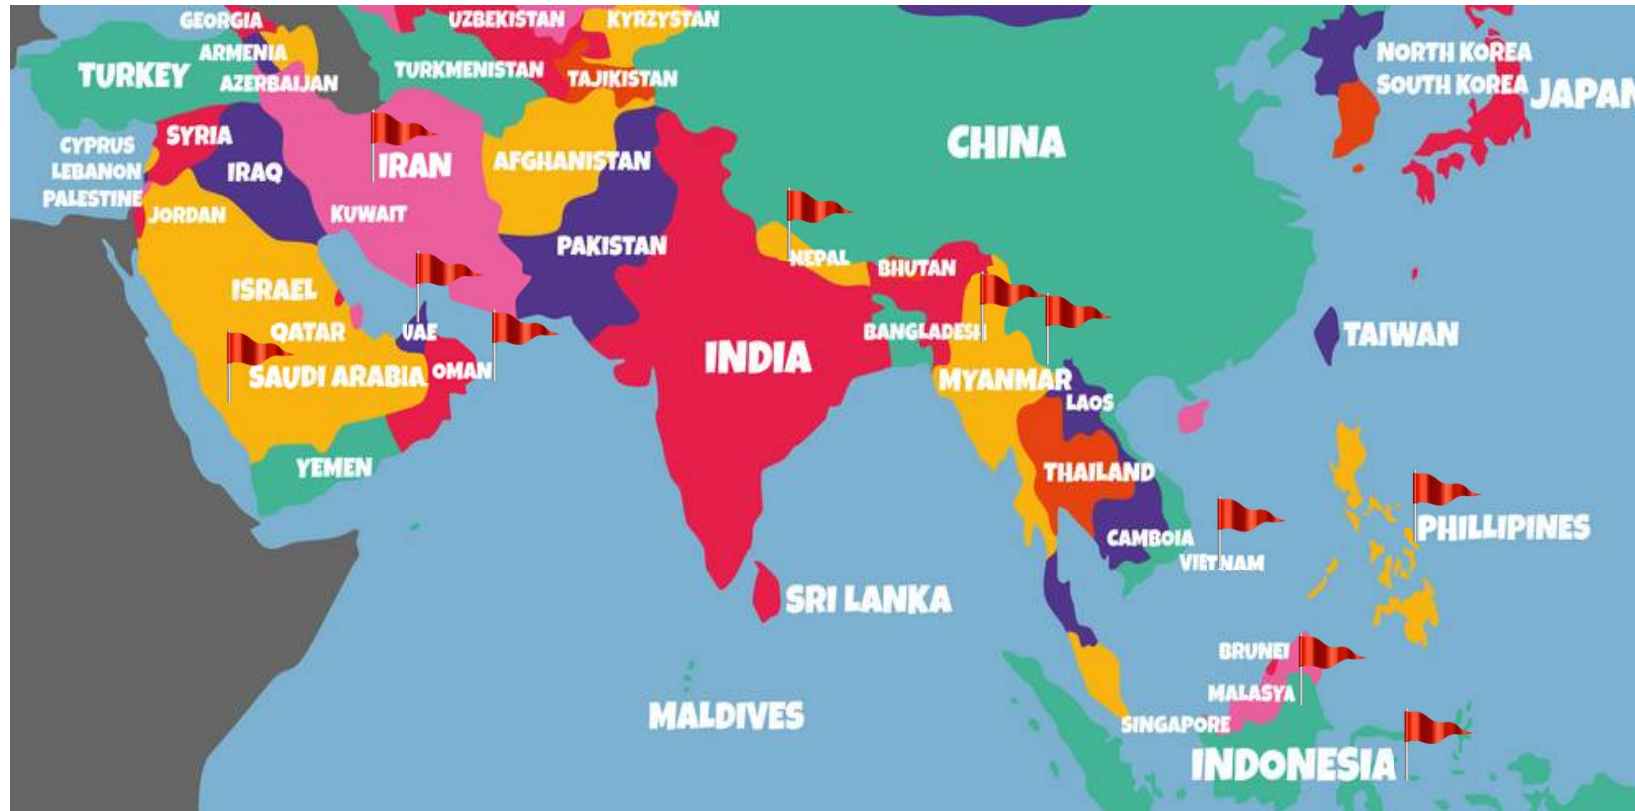 GEORGIA
UZBEKISTAN
KYRZYSTAN
ARMENIA
NORTH KOREA
TURKEY
AZERBAIJAN
TURKMENISTAN
TAJIKISTAN
SOUTH KOREA
JAPAN
SYRIA
CYPRUS
CHINA
LEBANON
IRAQ
IRAN
AFGHANISTAN
PALESTINE
JORDAN
KUWAIT
PAKISTAN
NEPAL
BHUTAN
ISRAEL
QATAR
UAE
BANGLADESH
TAIWAN
INDIA
SAUDI ARABIA
OMAN
MYANMAR
LAOS
YEMEN
THAILAND
PHILLIPINES
CAMBOIA
VIETNAM
SRI LANKA
BRUNEI
MALASYA
MALDIVES
SINGAPORE
INDONESIA